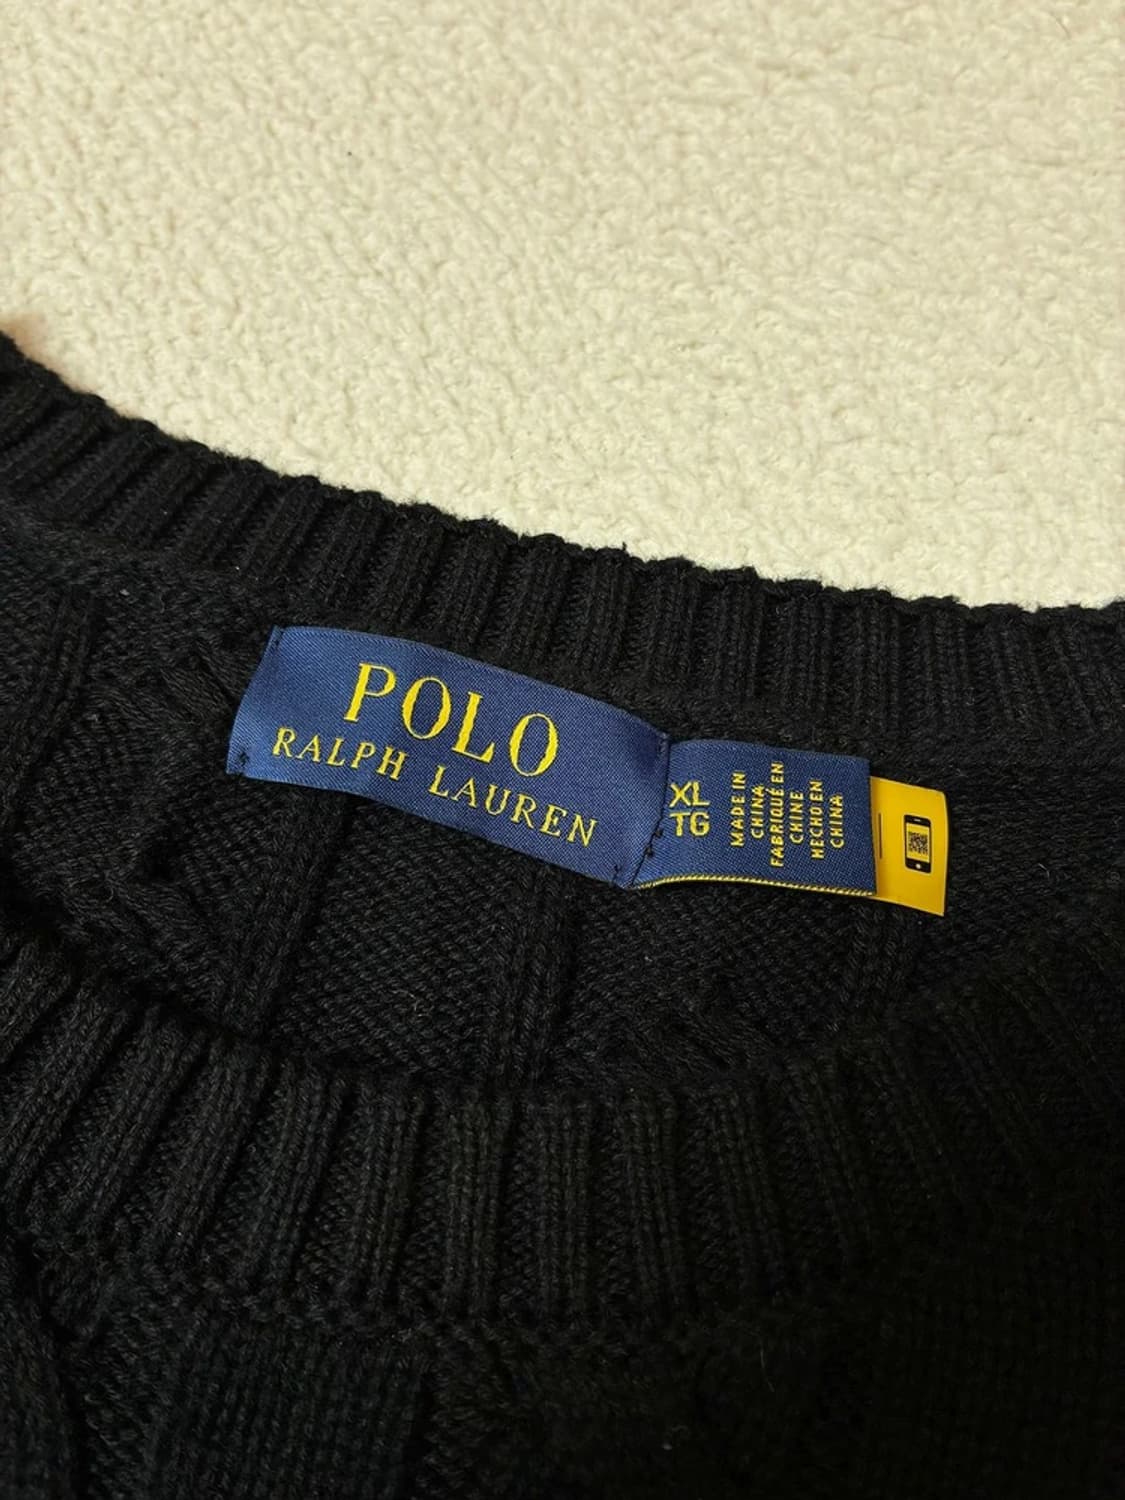 POLO
RALPH LAUREN
XL
TG
MADE IN
CHINA
FABRIQUÉ EN
CHINE
HECHO EN
CHINA